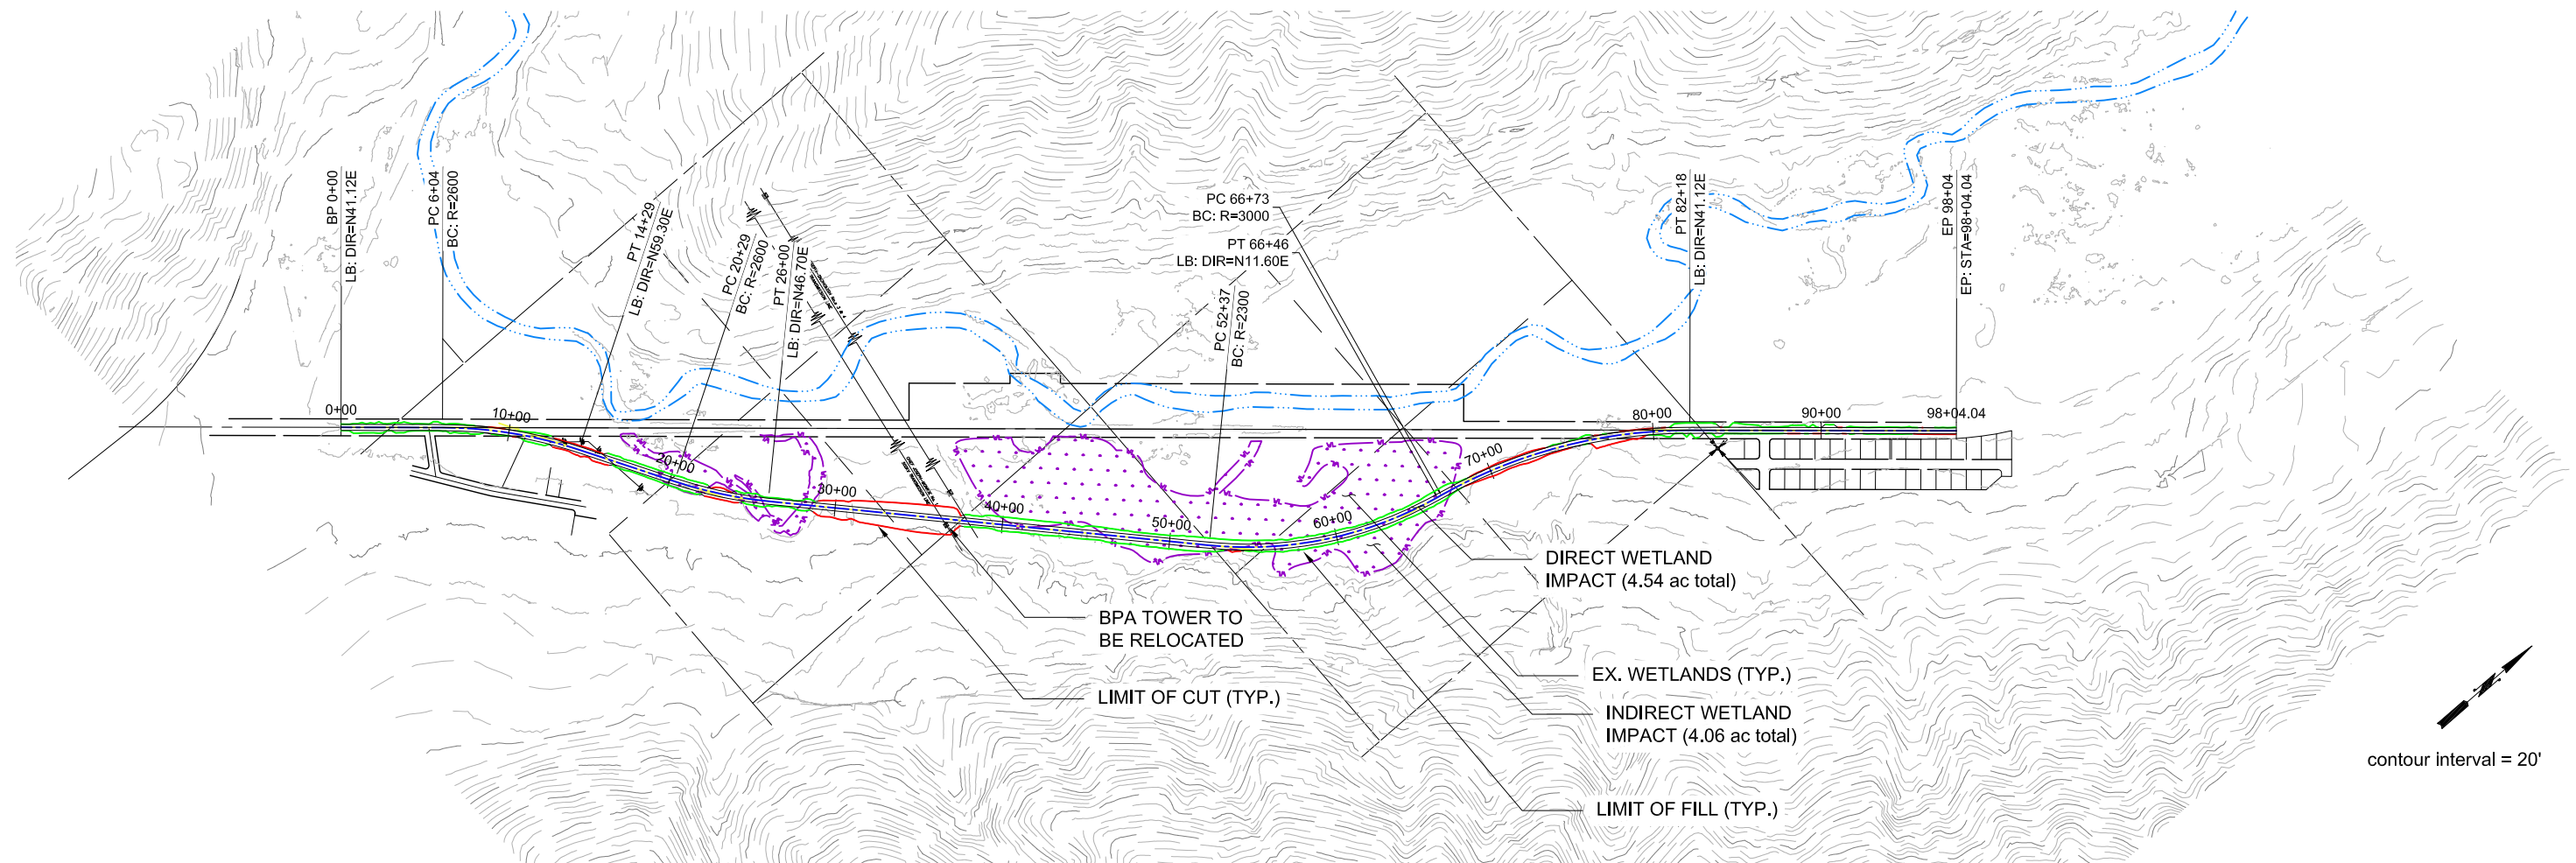 BP 0+00
LB: DIR=N41.12E
PC 6+04
BC: R=2600
PT 14+29
LB: DIR=N59.30E
PC 20+29
BC: R=2600
PT 26+00
LB: DIR=N46.70E
PC 52+37
BC: R=2300
PC 66+73
BC: R=3000
PT 66+46
LB: DIR=N11.60E
PT 82+18
LB: DIR=N41.12E
EP 98+04
EP: STA=98+04.04
0+00
10+00
20+00
30+00
40+00
50+00
60+00
70+00
80+00
90+00
98+04.04
DIRECT WETLAND
IMPACT (4.54 ac total)
BPA TOWER TO
BE RELOCATED
EX. WETLANDS (TYP.)
LIMIT OF CUT (TYP.)
INDIRECT WETLAND
IMPACT (4.06 ac total)
LIMIT OF FILL (TYP.)
contour interval = 20'